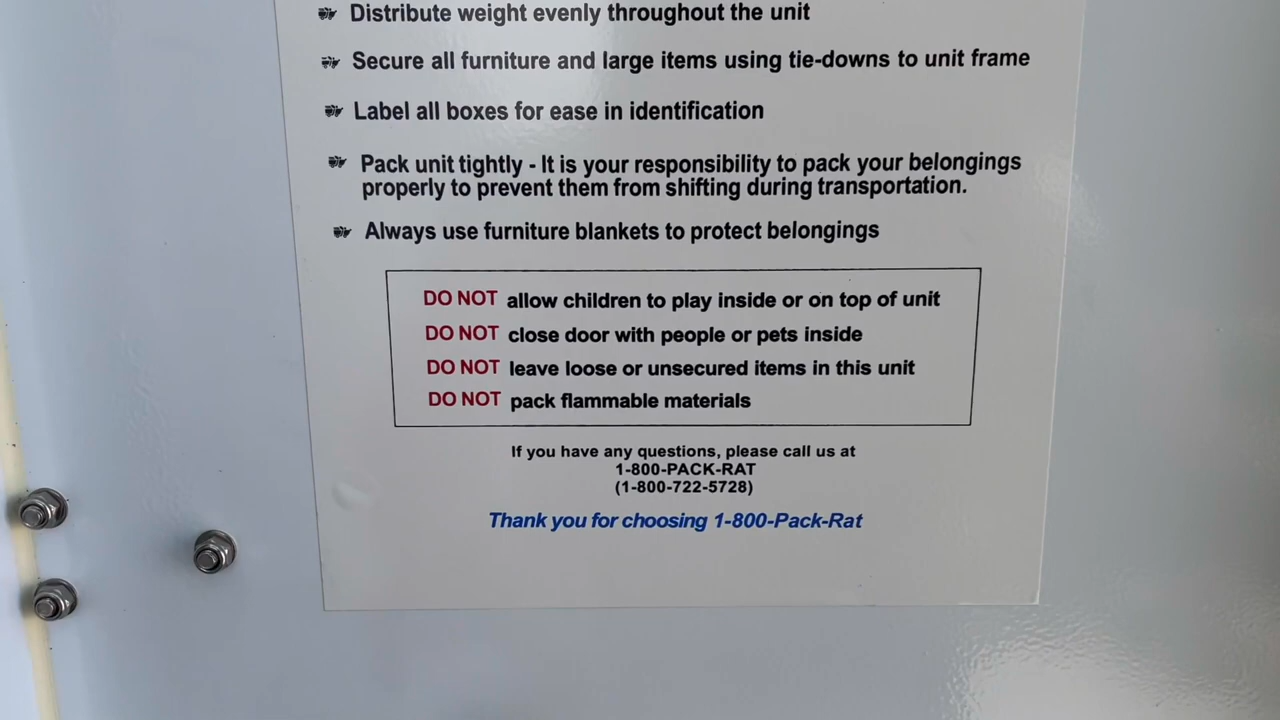 Distribute weight evenly throughout the unit
Secure all furniture and large items using tie-downs to unit frame
Label all boxes for ease in identification
Pack unit tightly - It is your responsibility to pack your belongings
properly to prevent them from shifting during transportation.
Always use furniture blankets to protect belongings
DO NOT allow children to play inside or on top of unit
DO NOT close door with people or pets inside
DO NOT leave loose or unsecured items in this unit
DO NOT pack flammable materials
If you have any questions, please call us at
1-800-PACK-RAT
(1-800-722-5728)
Thank you for choosing 1-800-Pack-Rat